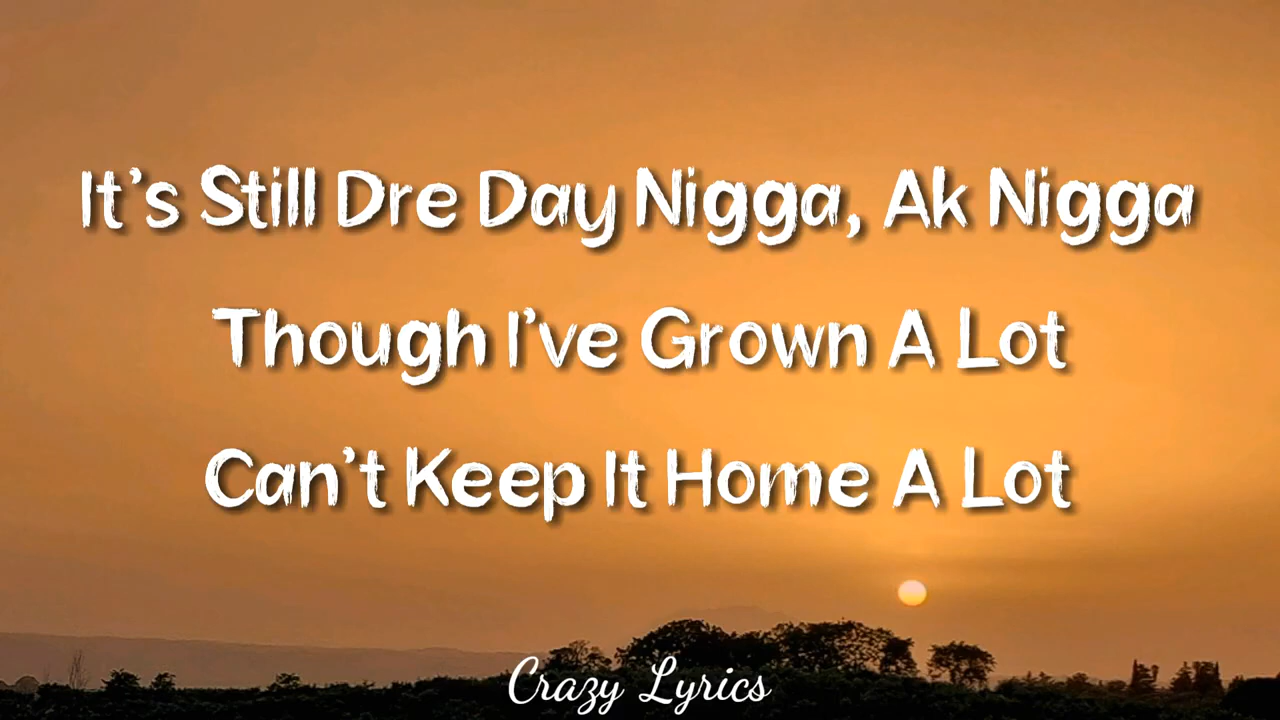 It's Still Dre Day Nigga, Ak Nigga
Though I've Grown A Lot
Can't Keep It Home A Lot
Crazy Lyrics